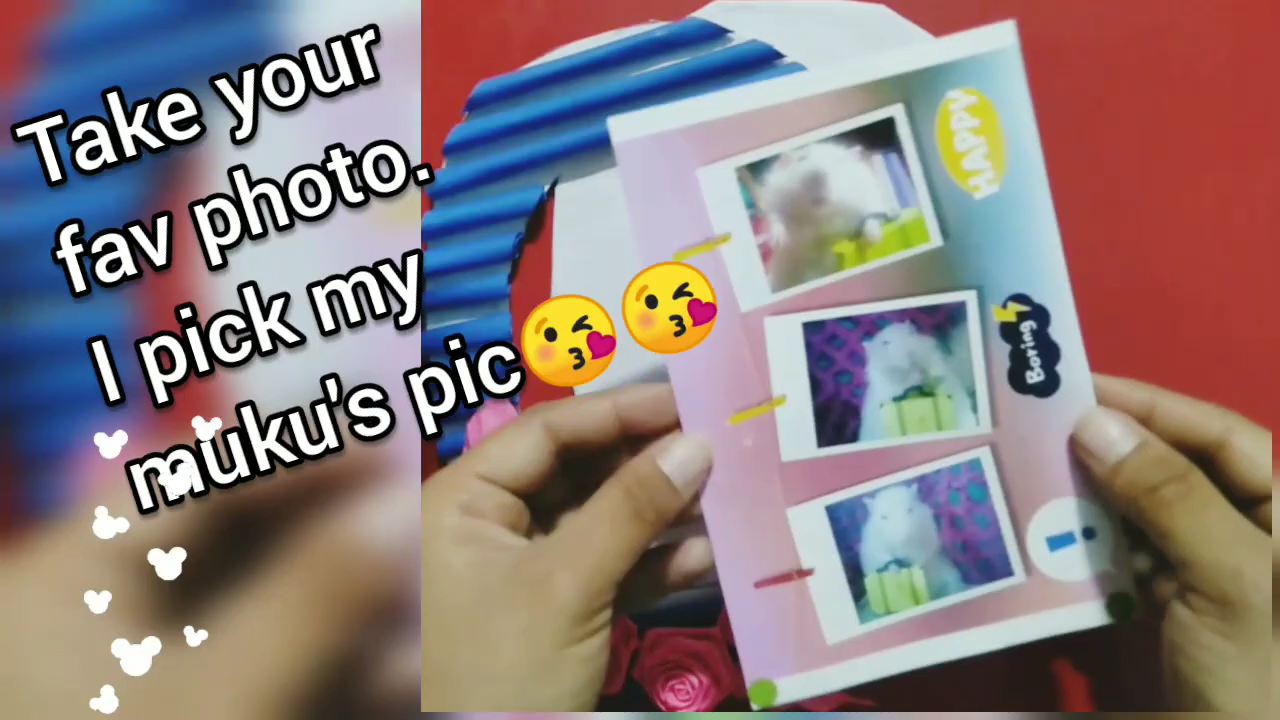 Take your
fav photo.
I pick my
muku's pic😘😘
HAPPY
Boring
!